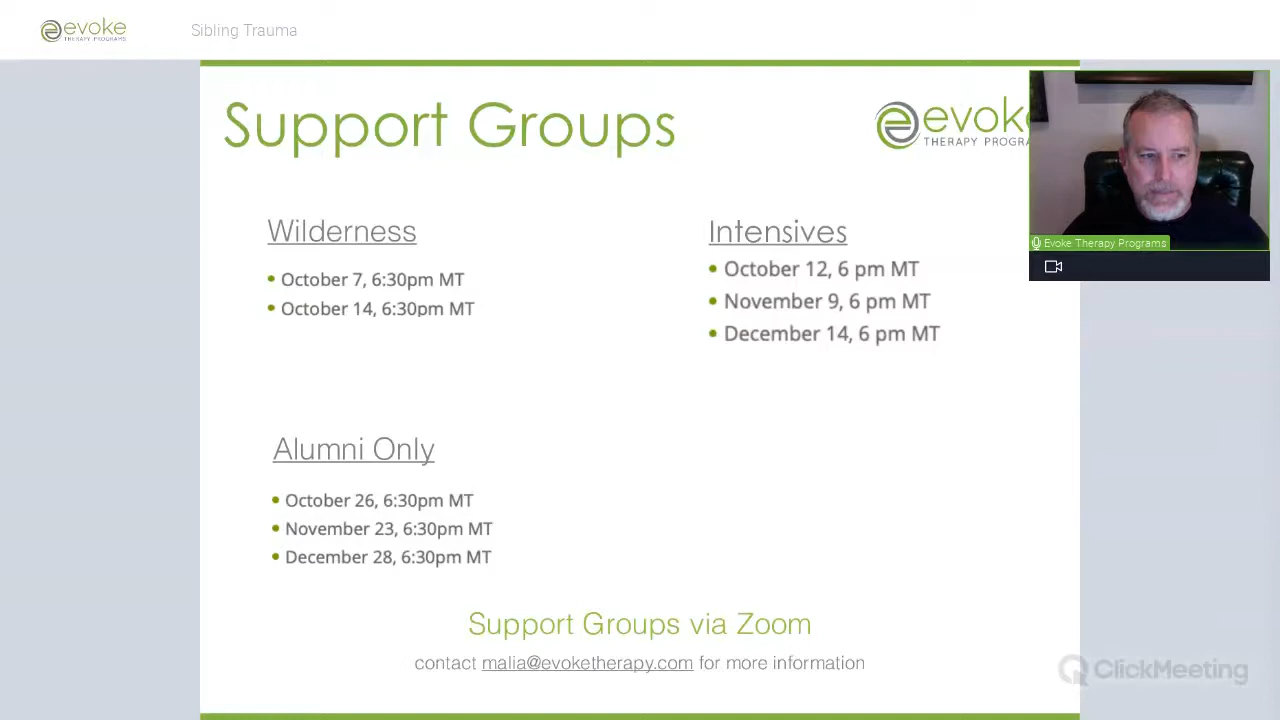 evoke
THERAPY PROGRAMS
Sibling Trauma
Support Groups
evoke
THERAPY PROGRA
Evoke Therapy Programs
Wilderness
• October 7, 6:30pm MT
• October 14, 6:30pm MT
Intensives
• October 12, 6 pm MT
• November 9, 6 pm MT
• December 14, 6 pm MT
Alumni Only
• October 26, 6:30pm MT
• November 23, 6:30pm MT
• December 28, 6:30pm MT
Support Groups via Zoom
contact malia@evoketherapy.com for more information
ClickMeeting